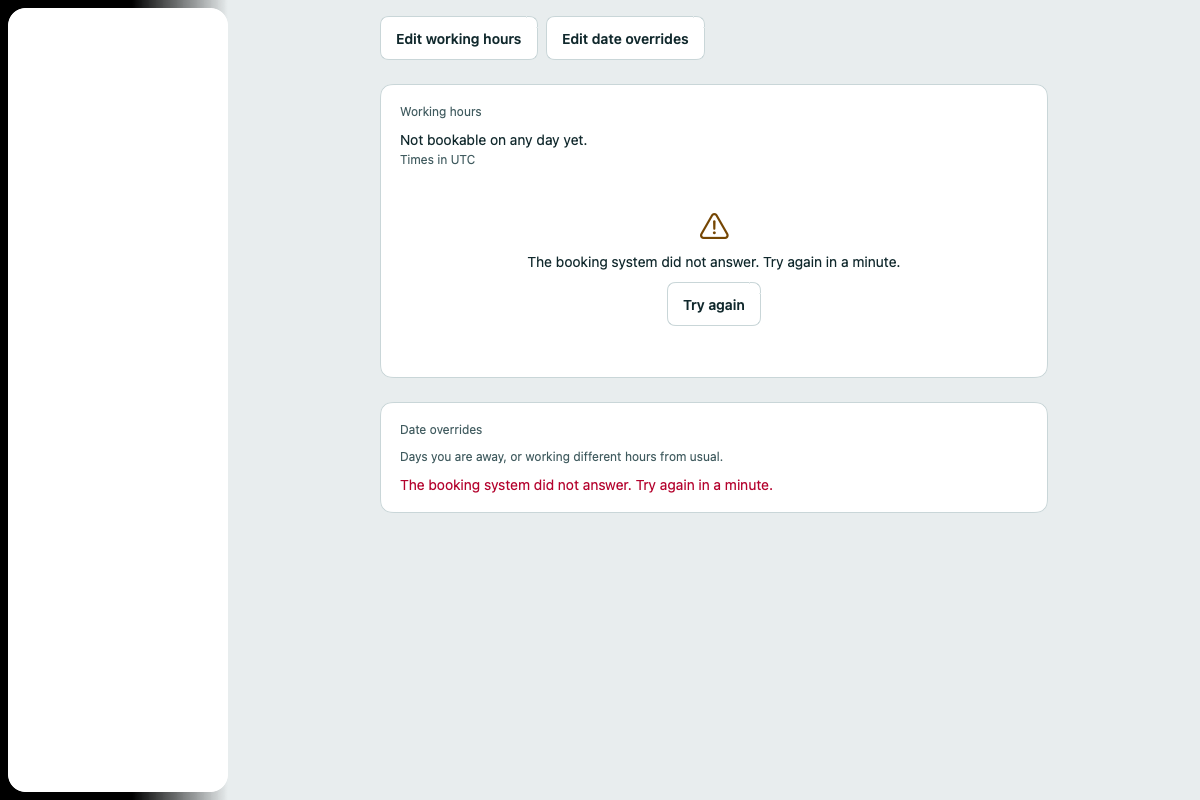 Edit working hours
Edit date overrides
Working hours
Not bookable on any day yet.
Times in UTC
The booking system did not answer. Try again in a minute.
Try again
Date overrides
Days you are away, or working different hours from usual.
The booking system did not answer. Try again in a minute.